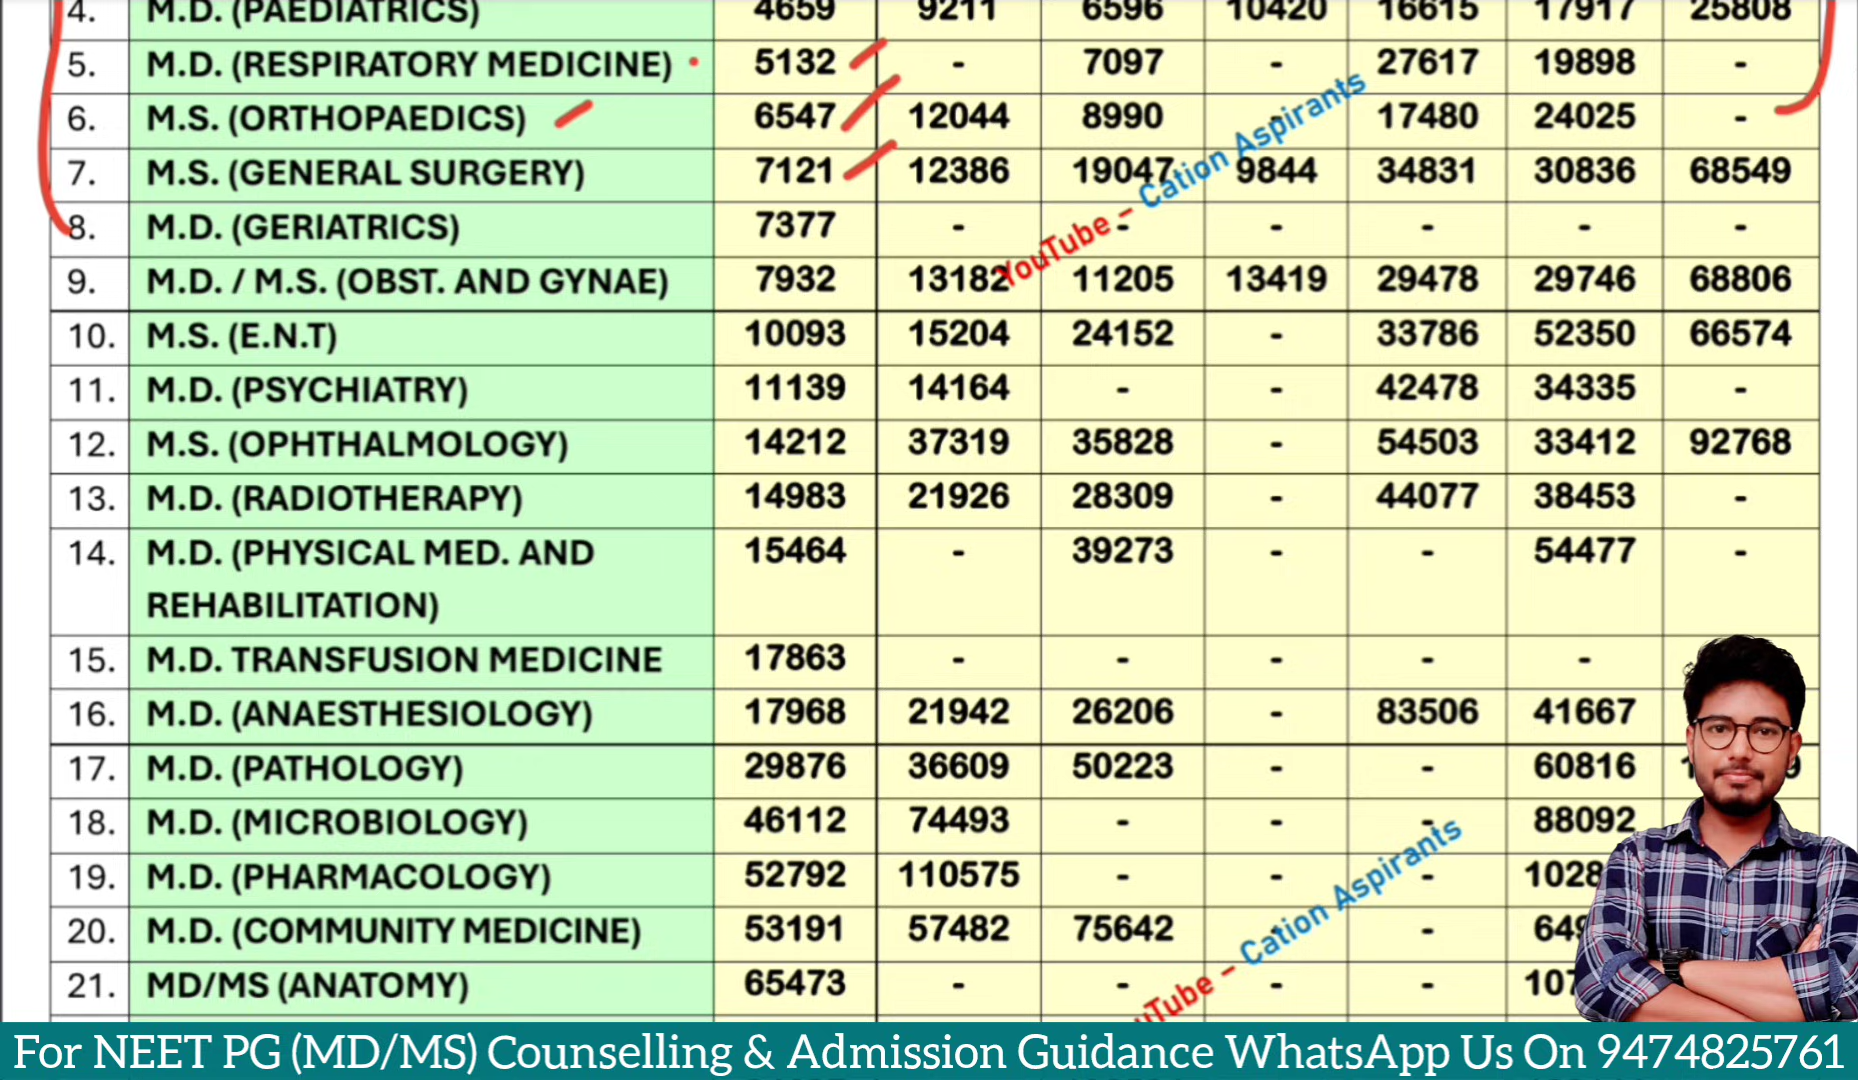 4. M.D. (PAEDIATRICS) 4659 9211 6596 10420 16615 17917 25808
5. M.D. (RESPIRATORY MEDICINE) 5132 - 7097 - 27617 19898 -
6. M.S. (ORTHOPAEDICS) 6547 12044 8990 - 17480 24025 -
7. M.S. (GENERAL SURGERY) 7121 12386 19047 9844 34831 30836 68549
8. M.D. (GERIATRICS) 7377 - - - - - -
9. M.D. / M.S. (OBST. AND GYNAE) 7932 13182 11205 13419 29478 29746 68806
10. M.S. (E.N.T) 10093 15204 24152 - 33786 52350 66574
11. M.D. (PSYCHIATRY) 11139 14164 - - 42478 34335 -
12. M.S. (OPHTHALMOLOGY) 14212 37319 35828 - 54503 33412 92768
13. M.D. (RADIOTHERAPY) 14983 21926 28309 - 44077 38453 -
14. M.D. (PHYSICAL MED. AND 15464 - 39273 - - 54477 -
REHABILITATION)
15. M.D. TRANSFUSION MEDICINE 17863 - - - - -
16. M.D. (ANAESTHESIOLOGY) 17968 21942 26206 - 83506 41667
17. M.D. (PATHOLOGY) 29876 36609 50223 - - 60816
18. M.D. (MICROBIOLOGY) 46112 74493 - - - 88092
19. M.D. (PHARMACOLOGY) 52792 110575 - - - 1028
20. M.D. (COMMUNITY MEDICINE) 53191 57482 75642 - - 649
21. MD/MS (ANATOMY) 65473 - - - - 107
YouTube - Cation Aspirants
uTube - Cation Aspirants
For NEET PG (MD/MS) Counselling & Admission Guidance WhatsApp Us On 9474825761